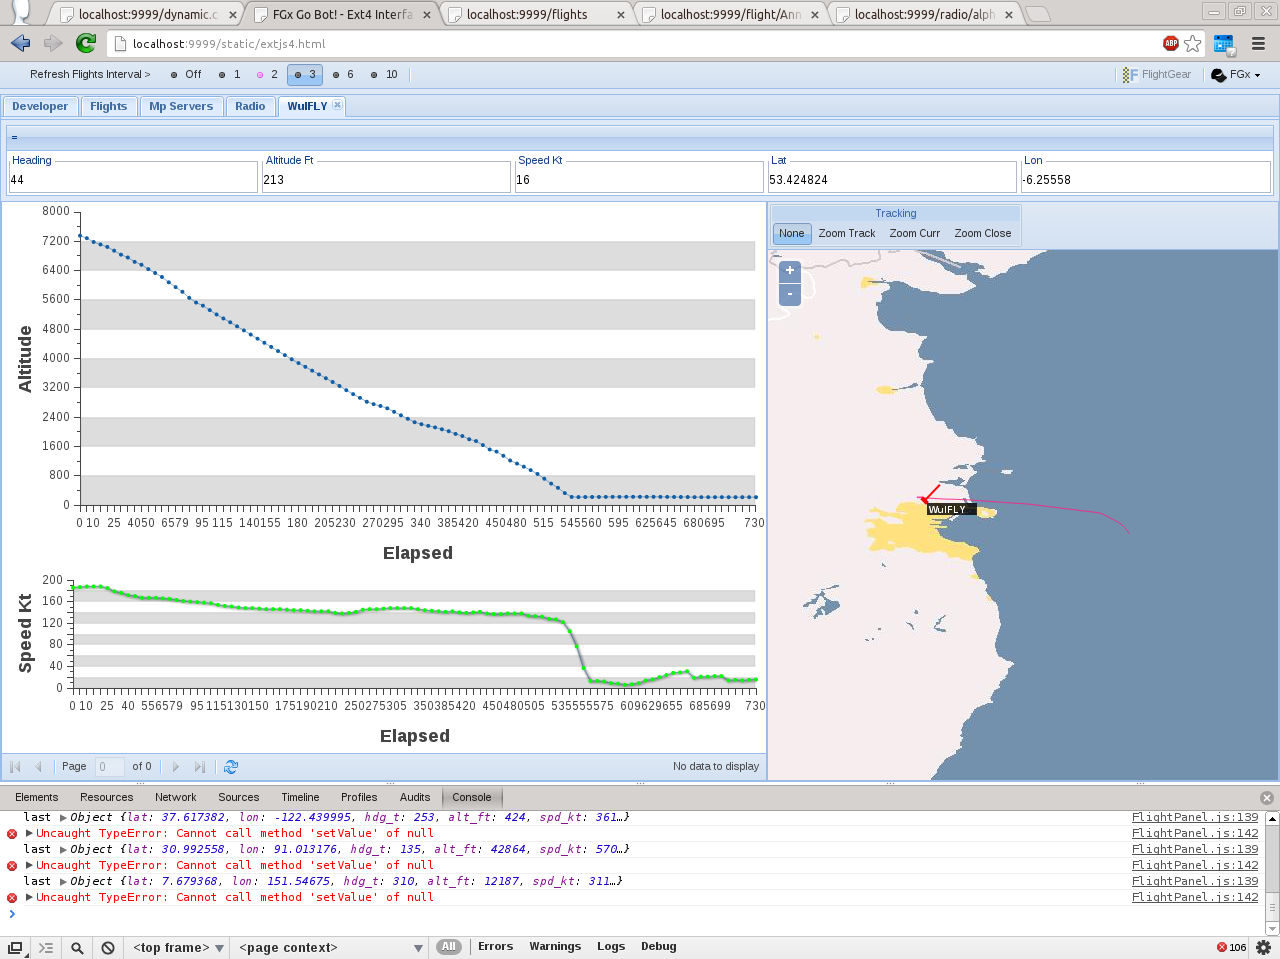 localhost:9999/dynamic.c
FGx Go Bot! - Ext4 Interfa
localhost:9999/flights
localhost:9999/flight/Ann
localhost:9999/radio/alph
localhost:9999/static/extjs4.html
ABP
Refresh Flights Interval > Off 1 2 3 6 10 FlightGear FGx
Developer Flights Mp Servers Radio WulFLY
=
Heading Altitude Ft Speed Kt Lat Lon
44 213 16 53.424824 -6.25558
Tracking
None Zoom Track Zoom Curr Zoom Close
+
-
WulFLY
8000
7200
6400
5600
4800
4000
3200
2400
1600
800
0
Altitude
0 10 25 4050 6579 95 115 140155 180 205230 270295 340 385420 450480 515 545560 595 625645 680695 730
Elapsed
200
160
120
80
40
0
Speed Kt
0 10 25 40 556579 95115130150 175190210 250275305 350385420 450480505 535555575 609629655 685699 730
Elapsed
Page 0 of 0 No data to display
Elements Resources Network Sources Timeline Profiles Audits Console
last ▶Object {lat: 37.617382, lon: -122.439995, hdg_t: 253, alt_ft: 424, spd_kt: 361…} FlightPanel.js:139
▶Uncaught TypeError: Cannot call method 'setValue' of null FlightPanel.js:142
last ▶Object {lat: 30.992558, lon: 91.013176, hdg_t: 135, alt_ft: 42864, spd_kt: 570…} FlightPanel.js:139
▶Uncaught TypeError: Cannot call method 'setValue' of null FlightPanel.js:142
last ▶Object {lat: 7.679368, lon: 151.54675, hdg_t: 310, alt_ft: 12187, spd_kt: 311…} FlightPanel.js:139
▶Uncaught TypeError: Cannot call method 'setValue' of null FlightPanel.js:142
>
<top frame> <page context> All Errors Warnings Logs Debug 106